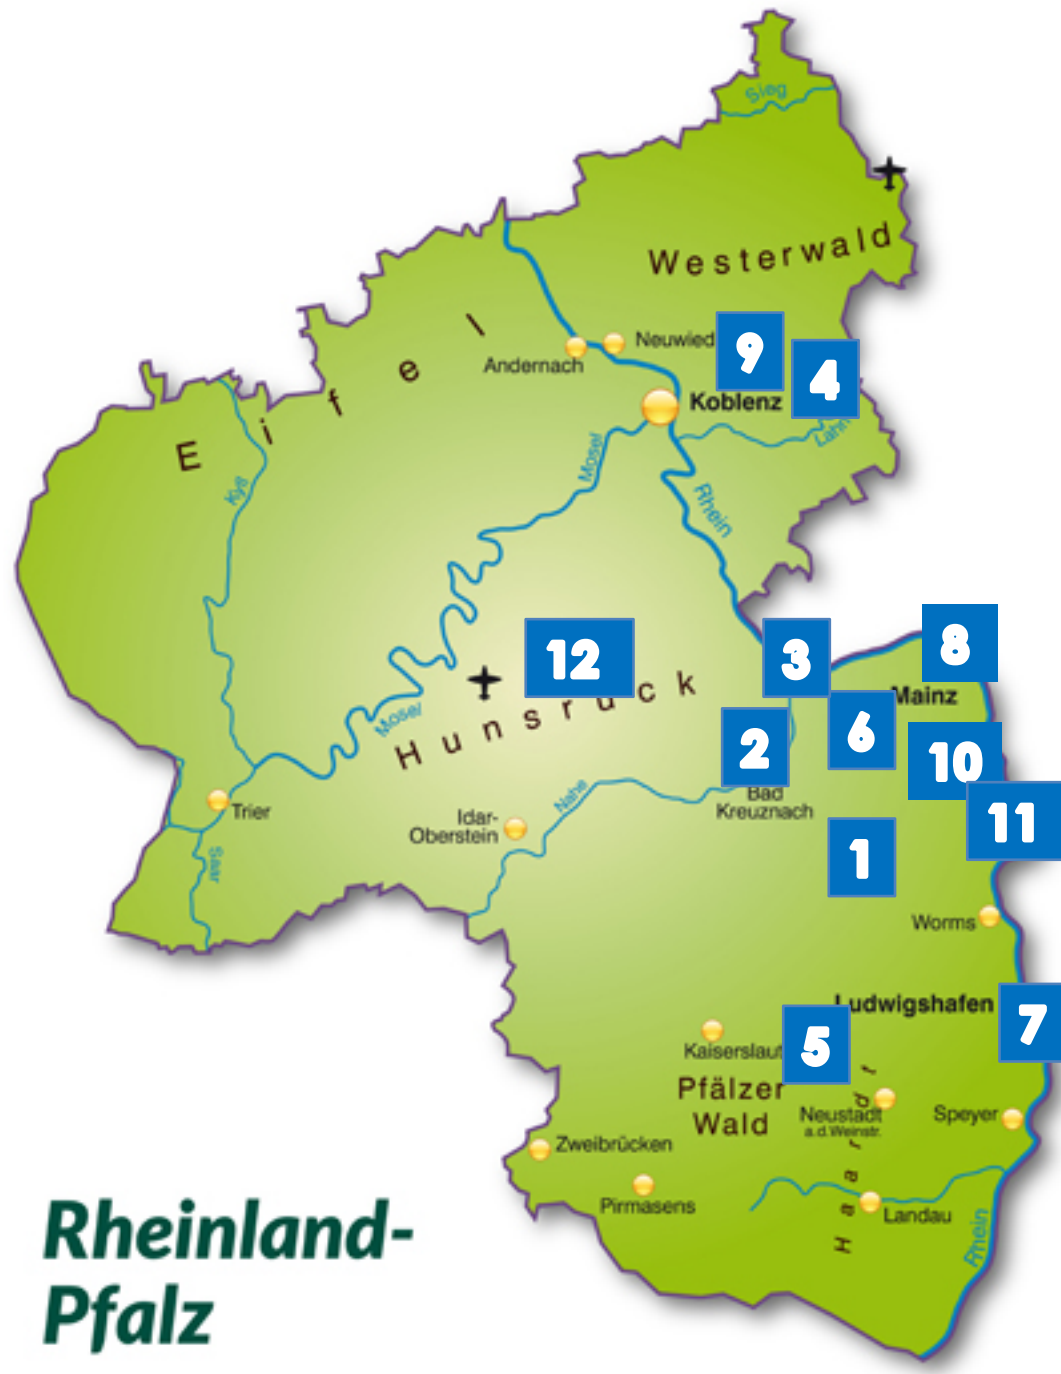 Sieg
Westerwald
Neuwied
9
4
Andernach
Koblenz
Eifel
Lahn
Mosel
Kyll
Rhein
12
3
8
Mainz
6
Hunsrück
Mosel
2
10
Bad
Kreuznach
Nahe
Trier
Idar-
Oberstein
11
1
Saar
Worms
Ludwigshafen
7
5
Kaiserslaut
Pfälzer
Wald
Neustadt
a.d.Weinstr.
Speyer
Haardt
Zweibrücken
Pirmasens
Landau
Rhein
Rheinland-
Pfalz